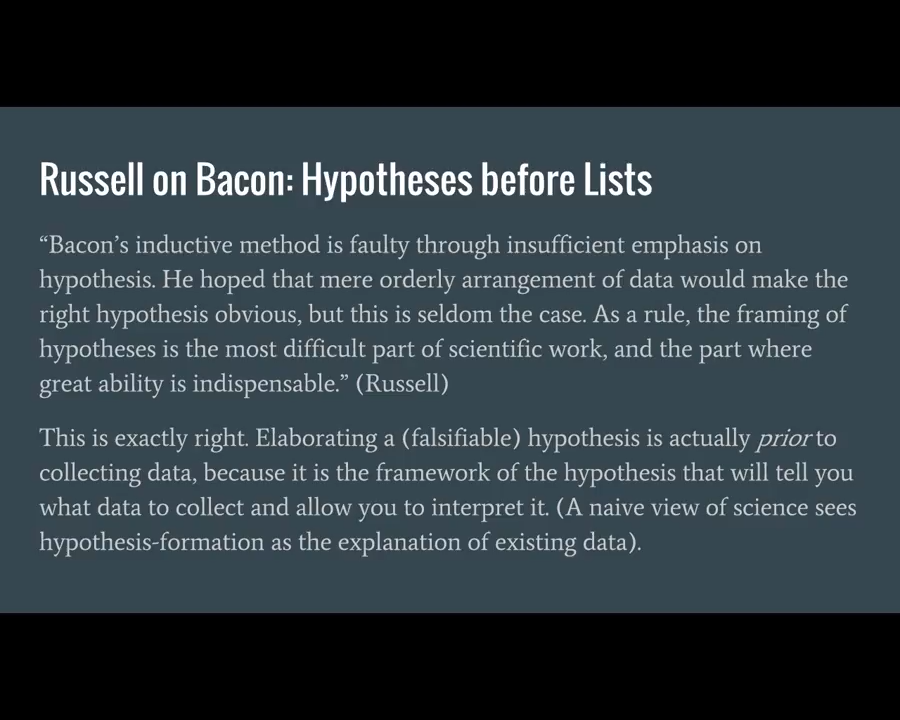 Russell on Bacon: Hypotheses before Lists
“Bacon’s inductive method is faulty through insufficient emphasis on
hypothesis. He hoped that mere orderly arrangement of data would make the
right hypothesis obvious, but this is seldom the case. As a rule, the framing of
hypotheses is the most difficult part of scientific work, and the part where
great ability is indispensable.” (Russell)
This is exactly right. Elaborating a (falsifiable) hypothesis is actually prior to
collecting data, because it is the framework of the hypothesis that will tell you
what data to collect and allow you to interpret it. (A naive view of science sees
hypothesis-formation as the explanation of existing data).